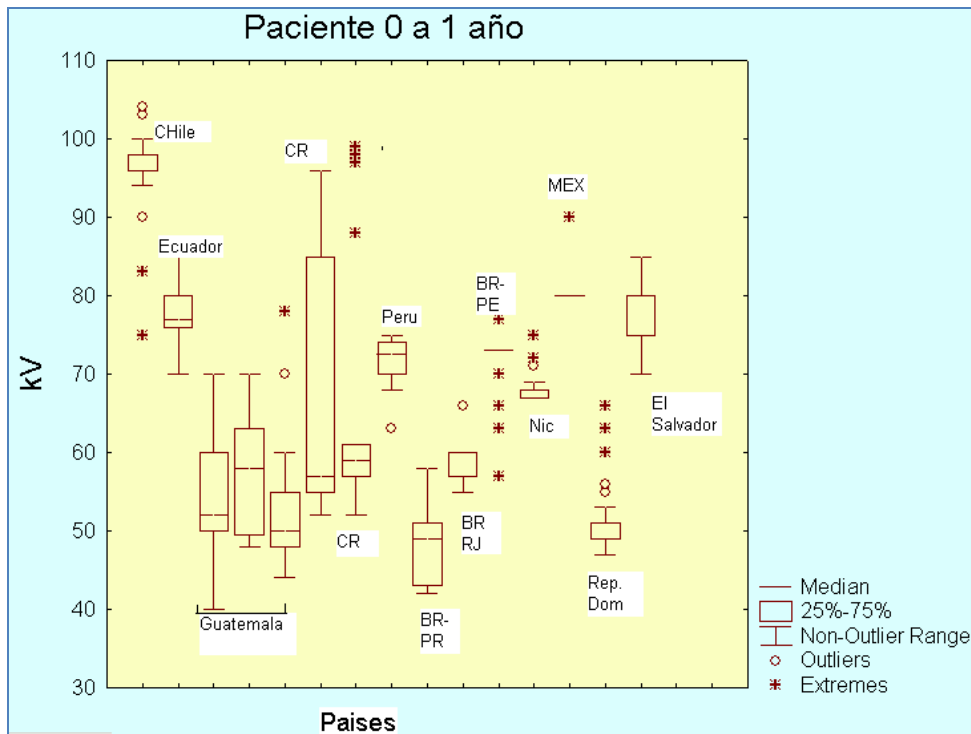 Paciente 0 a 1 año
110
100
90
80
70
60
50
40
30
kV
CHile
Ecuador
Guatemala
CR
CR
Peru
BR-
PR
BR
RJ
BR-
PE
Nic
MEX
Rep.
Dom
El
Salvador
Paises
Median
25%-75%
Non-Outlier Range
Outliers
Extremes